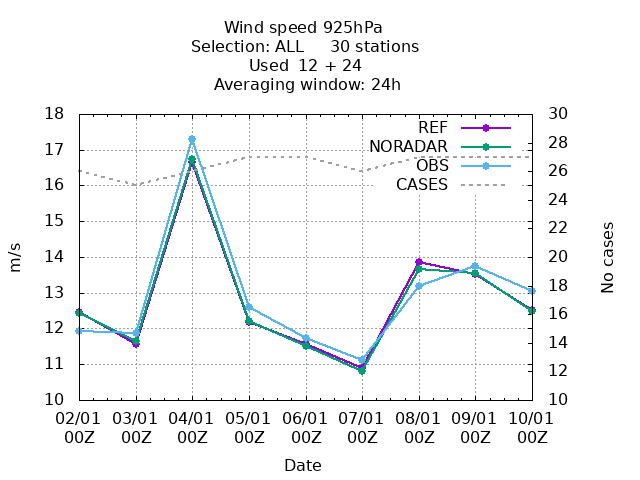 Wind speed 925hPa
Selection: ALL 30 stations
Used 12 + 24
Averaging window: 24h
18
17
16
15
14
13
12
11
10
m/s
30
28
26
24
22
20
18
16
14
12
10
No cases
REF
NORADAR
OBS
CASES
02/01 03/01 04/01 05/01 06/01 07/01 08/01 09/01 10/01
00Z 00Z 00Z 00Z 00Z 00Z 00Z 00Z 00Z
Date